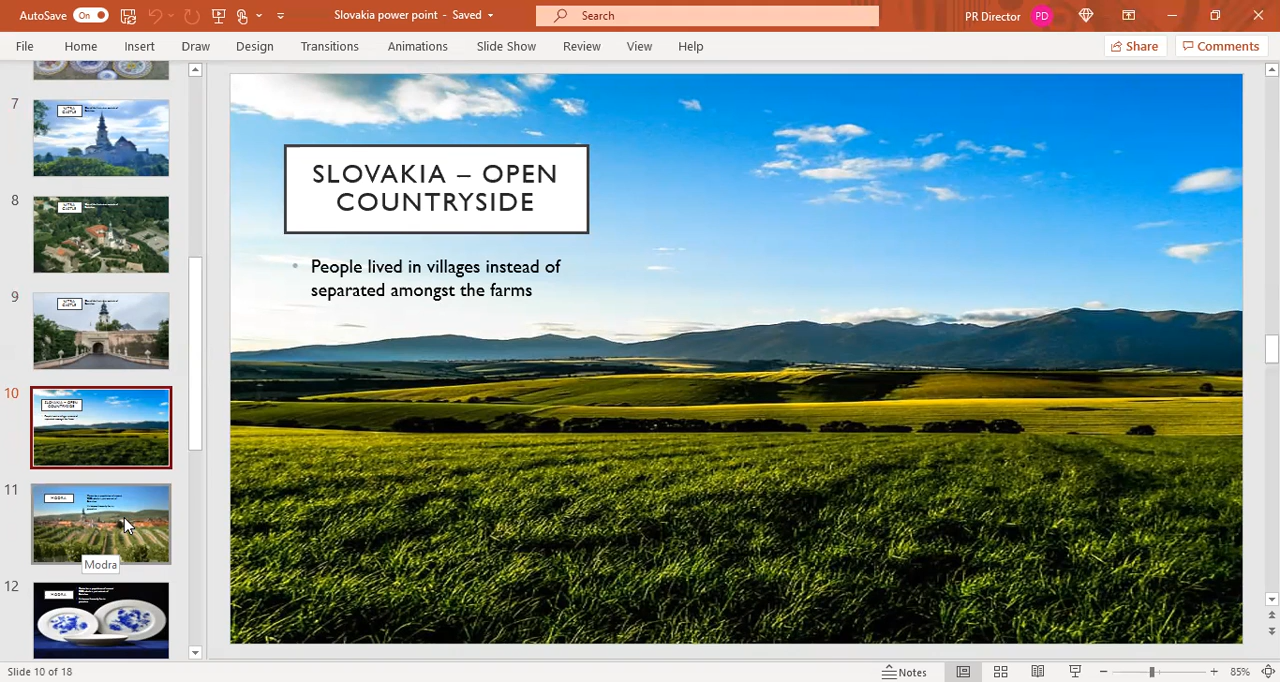 AutoSave On
Slovakia power point - Saved
Search
PR Director PD
File Home Insert Draw Design Transitions Animations Slide Show Review View Help
Share Comments
7
8
9
10
11
12
MODRA
Modra
MODRA
SLOVAKIA – OPEN
COUNTRYSIDE
People lived in villages instead of
separated amongst the farms
Slide 10 of 18
Notes
85%